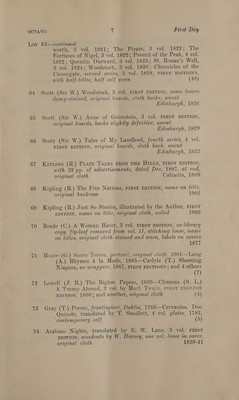 OCTAVO 7 First Day
LOT 63—continued.
worth, 3 vol. 1821; The Pirate, 3 vol. 1822; The
Fortunes of Nigel, 3 vol. 1822; Peveril of the Peak, 4 vol.
1822; Quentin Durward, 3 vol. 1823; St. Ronan's Well,
3 vol. 1824; Woodstock, 3 vol. 1826; Chronicles of the
Canongate, second series, 3 vol. 1828, FIRST EDITIONS,
with half-titles, half calf worn (46)
64 Scott (Sir W.) Woodstock, 3 vol. FIRST EDITION, some leaves
damp-stained, original boards, cloth backs, uncut
Edinburgh, 1826
65 Scott (Sir W.) Anne of Geierstein, 3 vol. FIRST EDITION,
original boards, backs slightly defective, uncut
Edinburgh, 1829
66 Scott (Sir W.) Tales of My Landlord, fourth series, 4 vol.
FIRST EDITION, original boards, cloth back, uncut
Edinburgh, 1832
67 KIPLING (R.) PLAIN TALES FROM THE HILLS, FIRST EDITION,
with 32 pp. of advertisements, dated Dec. 1887, at end,
original cloth Calcutta, 1888
68 Kipling (R.) The Five Nations, FIRST EDITION, name on title,
original buckram 1903
69 Kipling (R.) Just So Stories, illustrated by the Author, FIRST
EDITION, name on title, original cloth, soiled 1902
70 Reade (C.) A Woman Hater, 3 vol. FIRST EDITION, ex-library
copy, fly-leaf removed from vol. II, stitching loose, name
on titles, original cloth stained and worn, labels on covers
1877
71 Moore (G.) Sister Teresa, portrait, original cloth, 1901—Lang
(A.) Rhymes à la Mode, 1885—Carlyle (T.) Shooting
Niagara, no wrappers, 1867, FIRST EDITIONS; and 4 others
(7)
72 Lowell (J. R.) The Biglow Papers, 1859—Clemens (S. L.)
A Tramp Abroad, 2 vol. by MARK TWAIN, FIRST ENGLISH
EDITION, 1880; and another, original cloth (4)
73 Gray (T.) Poems, frontispiece, Dublin, 1768—Cervantes. Don
Quixote, translated by T. Smollett, 4 vol. plates, 1782,
contemporary calf (5)
74 Arabian Nights, translated by E. W. Lane, 3 vol. FIRST
EDITION, woodcuts by W. Harvey, one vol. loose in cover,
original cloth 1839-41